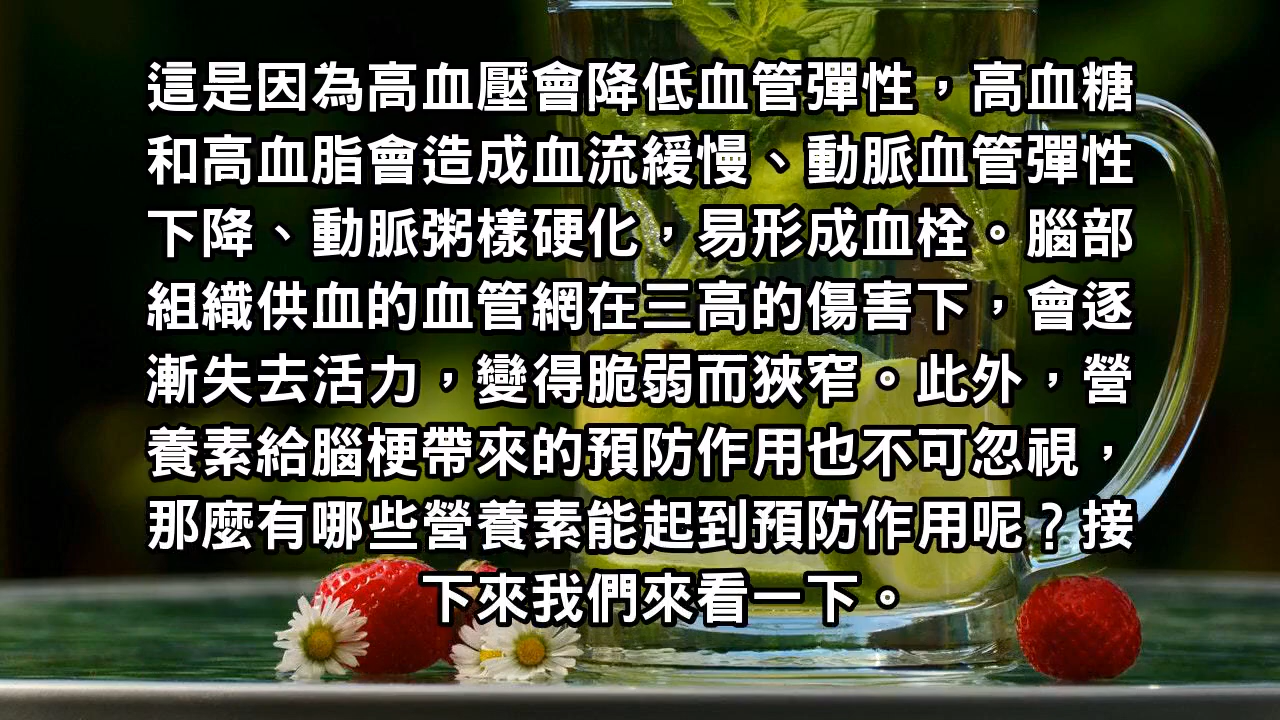 這是因為高血壓會降低血管彈性，高血糖
和高血脂會造成血流緩慢、動脈血管彈性
下降、動脈粥樣硬化，易形成血栓。腦部
組織供血的血管網在三高的傷害下，會逐
漸失去活力，變得脆弱而狹窄。此外，營
養素給腦梗帶來的預防作用也不可忽視，
那麼有哪些營養素能起到預防作用呢？接
下來我們來看一下。